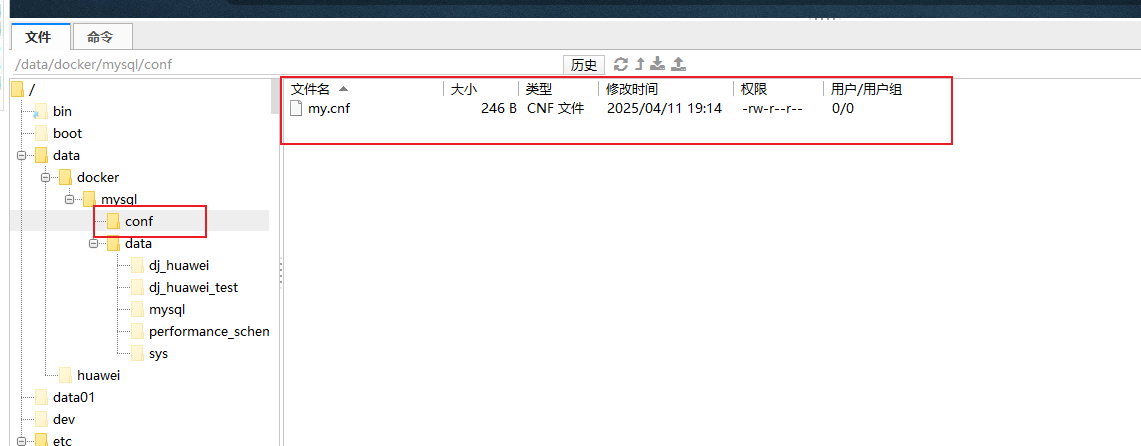 文件 命令
/data/docker/mysql/conf 历史
/ 文件名 大小 类型 修改时间 权限 用户/用户组
bin my.cnf 246 B CNF 文件 2025/04/11 19:14 -rw-r--r-- 0/0
boot
data
docker
mysql
conf
data
dj_huawei
dj_huawei_test
mysql
performance_schen
sys
huawei
data01
dev
etc